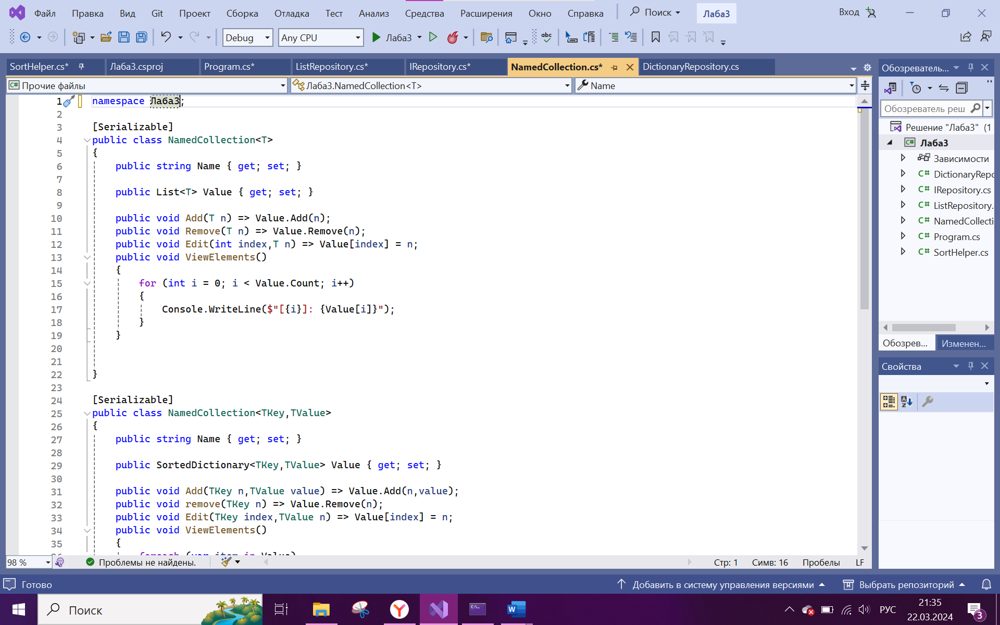 Файл Правка Вид Git Проект Сборка Отладка Тест Анализ Средства Расширения Окно Справка Поиск Лаба3 Вход
Debug Any CPU Лаба3 abc
SortHelper.cs* Лаба3.csproj Program.cs* ListRepository.cs* IRepository.cs* NamedCollection.cs* DictionaryRepository.cs
C# Прочие файлы Лаба3.NamedCollection<T> Name
1 namespace Лаба3;
2
3 [Serializable]
4 public class NamedCollection<T>
5 {
6 public string Name { get; set; }
7
8 public List<T> Value { get; set; }
9
10 public void Add(T n) => Value.Add(n);
11 public void Remove(T n) => Value.Remove(n);
12 public void Edit(int index,T n) => Value[index] = n;
13 public void ViewElements()
14 {
15 for (int i = 0; i < Value.Count; i++)
16 {
17 Console.WriteLine($"[{i}]: {Value[i]}");
18 }
19 }
20
21
22 }
23
24 [Serializable]
25 public class NamedCollection<TKey,TValue>
26 {
27 public string Name { get; set; }
28
29 public SortedDictionary<TKey,TValue> Value { get; set; }
30
31 public void Add(TKey n,TValue value) => Value.Add(n,value);
32 public void remove(TKey n) => Value.Remove(n);
33 public void Edit(TKey index,TValue n) => Value[index] = n;
34 public void ViewElements()
35 {
foreach (var item in Value)
98 % Проблемы не найдены. Стр: 1 Симв: 16 Пробелы LF
Обозреватель...
Обозреватель реш
Решение "Лаба3" (1
C# Лаба3
Зависимости
C# DictionaryRepo
C# IRepository.cs
C# ListRepository.
C# NamedCollecti
C# Program.cs
C# SortHelper.cs
Обозрев... Изменен...
Свойства
AZ
Готово Добавить в систему управления версиями Выбрать репозиторий
Поиск РУС 21:35
22.03.2024 3